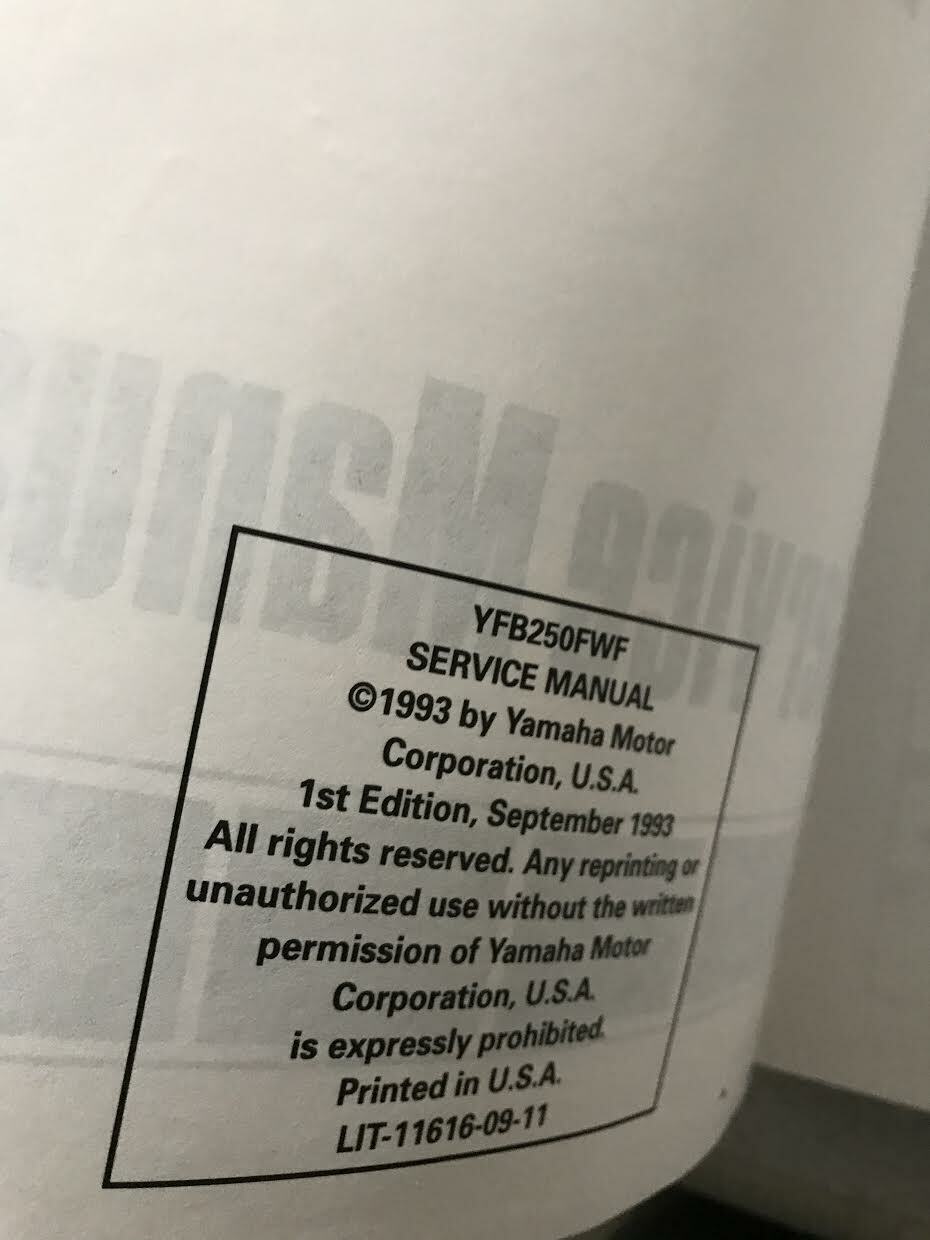 YFB250FWF
SERVICE MANUAL
©1993 by Yamaha Motor
Corporation, U.S.A.
1st Edition, September 1993
All rights reserved. Any reprinting or
unauthorized use without the written
permission of Yamaha Motor
Corporation, U.S.A.
is expressly prohibited.
Printed in U.S.A.
LIT-11616-09-11